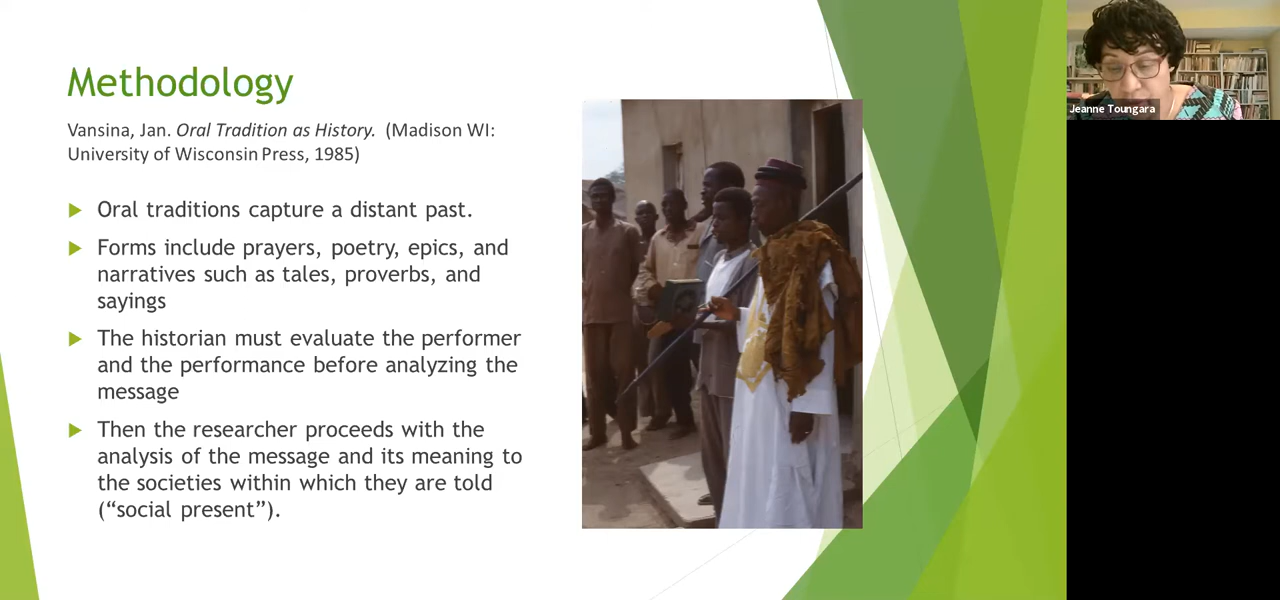 Methodology
Vansina, Jan. Oral Tradition as History. (Madison WI:
University of Wisconsin Press, 1985)
Oral traditions capture a distant past.
Forms include prayers, poetry, epics, and
narratives such as tales, proverbs, and
sayings
The historian must evaluate the performer
and the performance before analyzing the
message
Then the researcher proceeds with the
analysis of the message and its meaning to
the societies within which they are told
(“social present”).
Jeanne Toungara